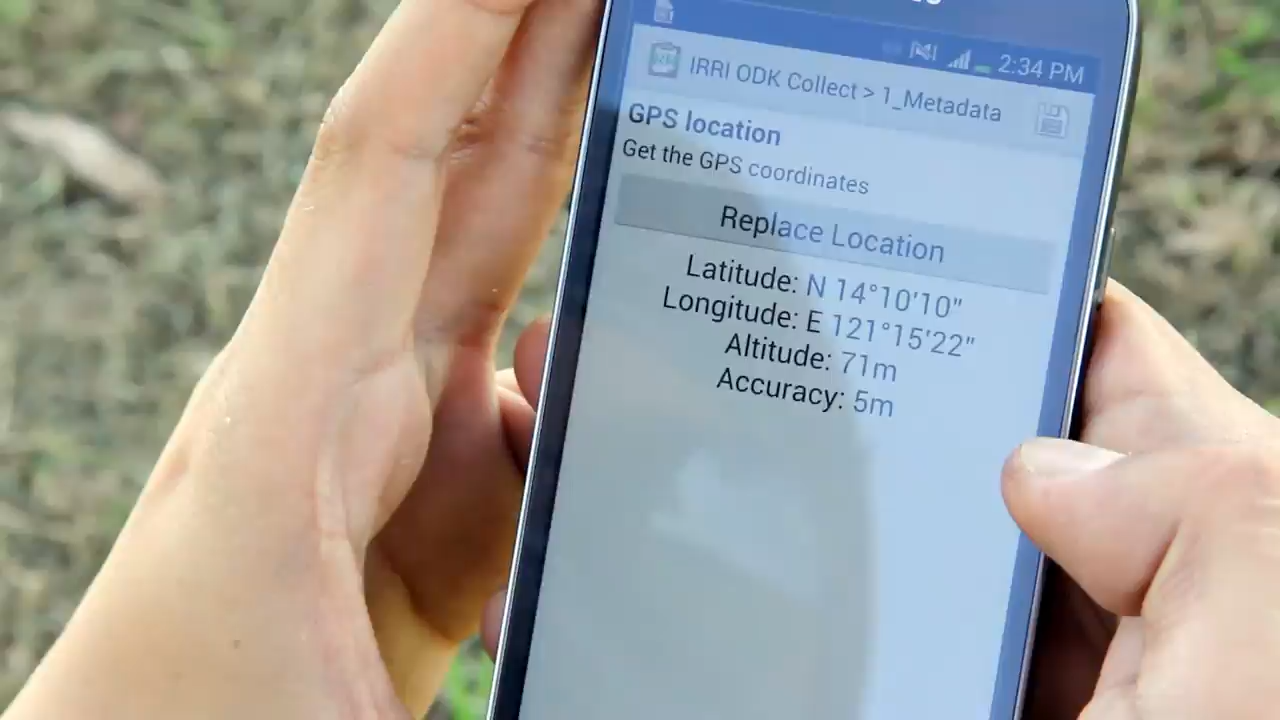 2:34 PM
IRRI ODK Collect > 1_Metadata
GPS location
Get the GPS coordinates
Replace Location
Latitude: N 14°10'10"
Longitude: E 121°15'22"
Altitude: 71m
Accuracy: 5m